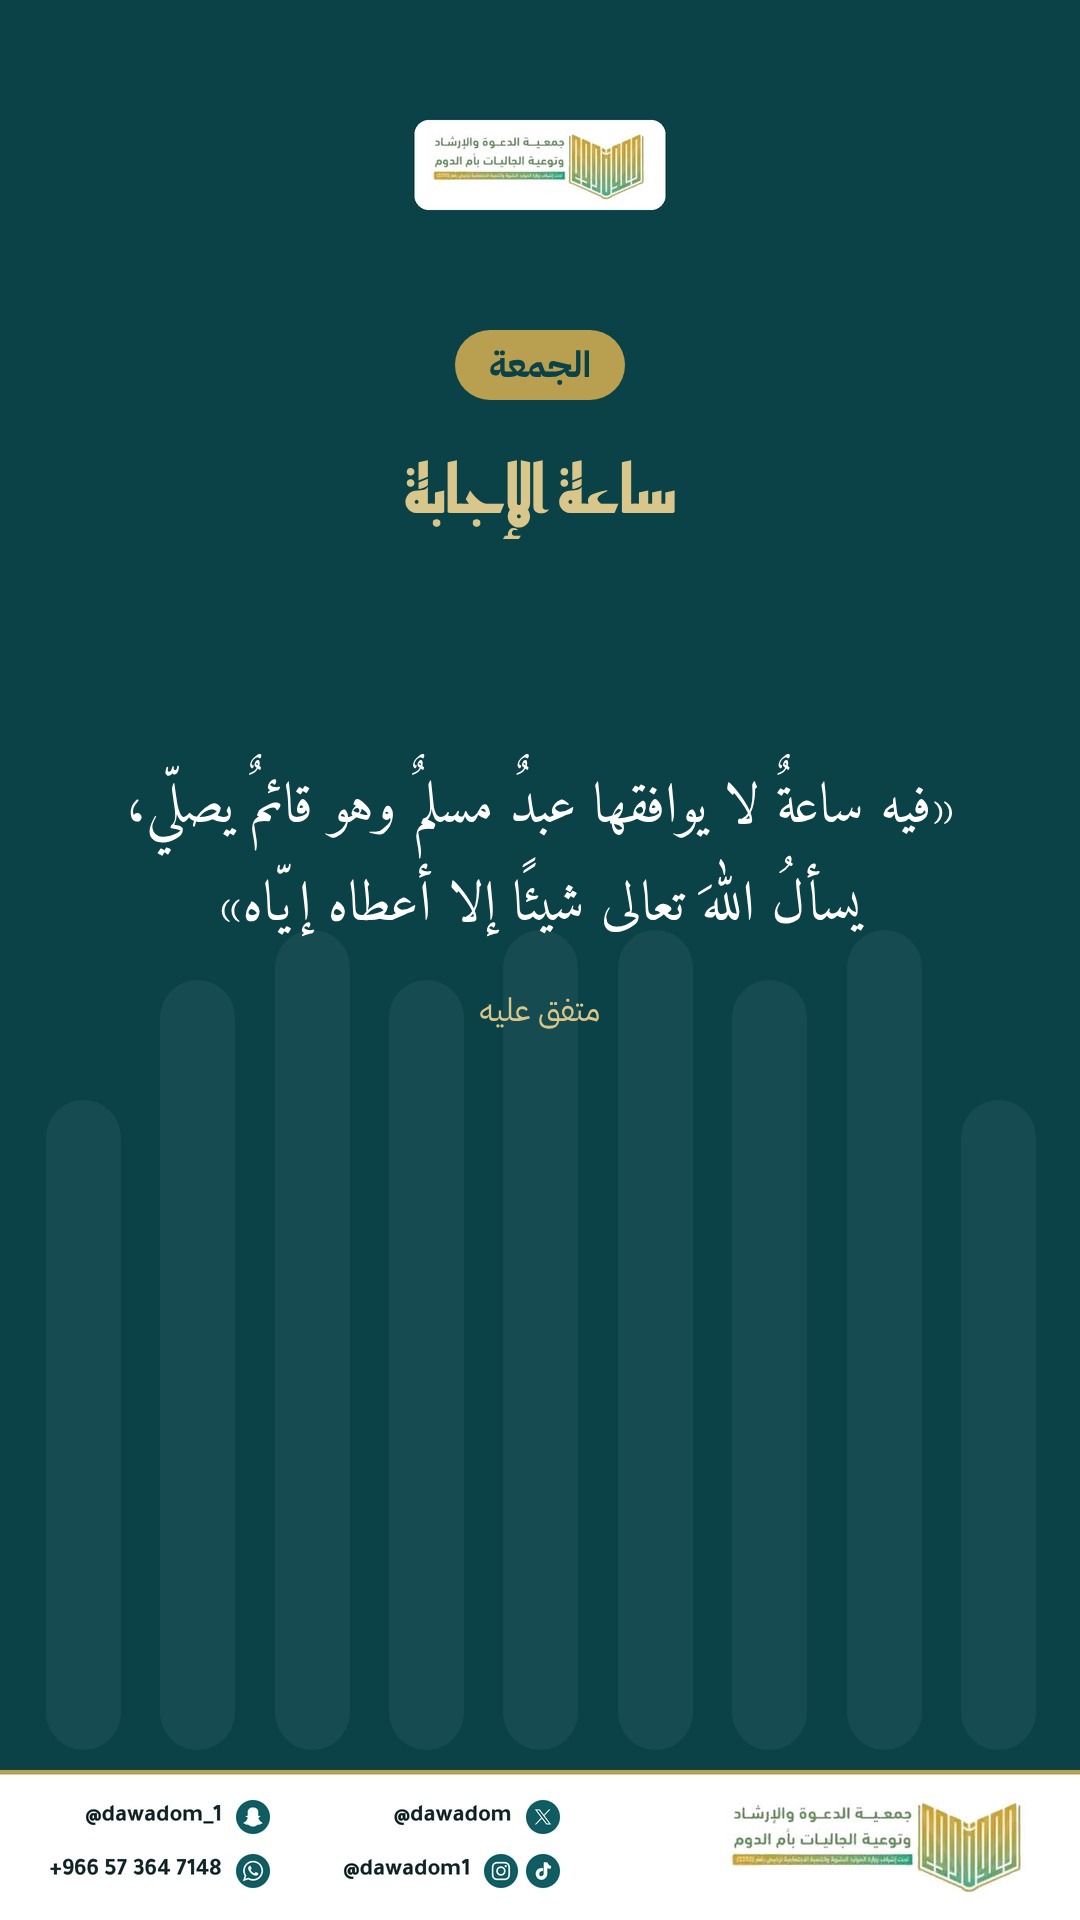 جمعية الدعوة والإرشاد
وتوعية الجاليات بأم الدوم
الجمعة
ساعة الإجابة
«فيه ساعةٌ لا يوافقها عبدٌ مسلمٌ وهو قائمٌ يصلّي،
يسألُ اللهَ تعالى شيئًا إلا أعطاه إيّاه»
متفق عليه
جمعية الدعوة والإرشاد
وتوعية الجاليات بأم الدوم
@dawadom
@dawadom1
@dawadom_1
+966 57 364 7148